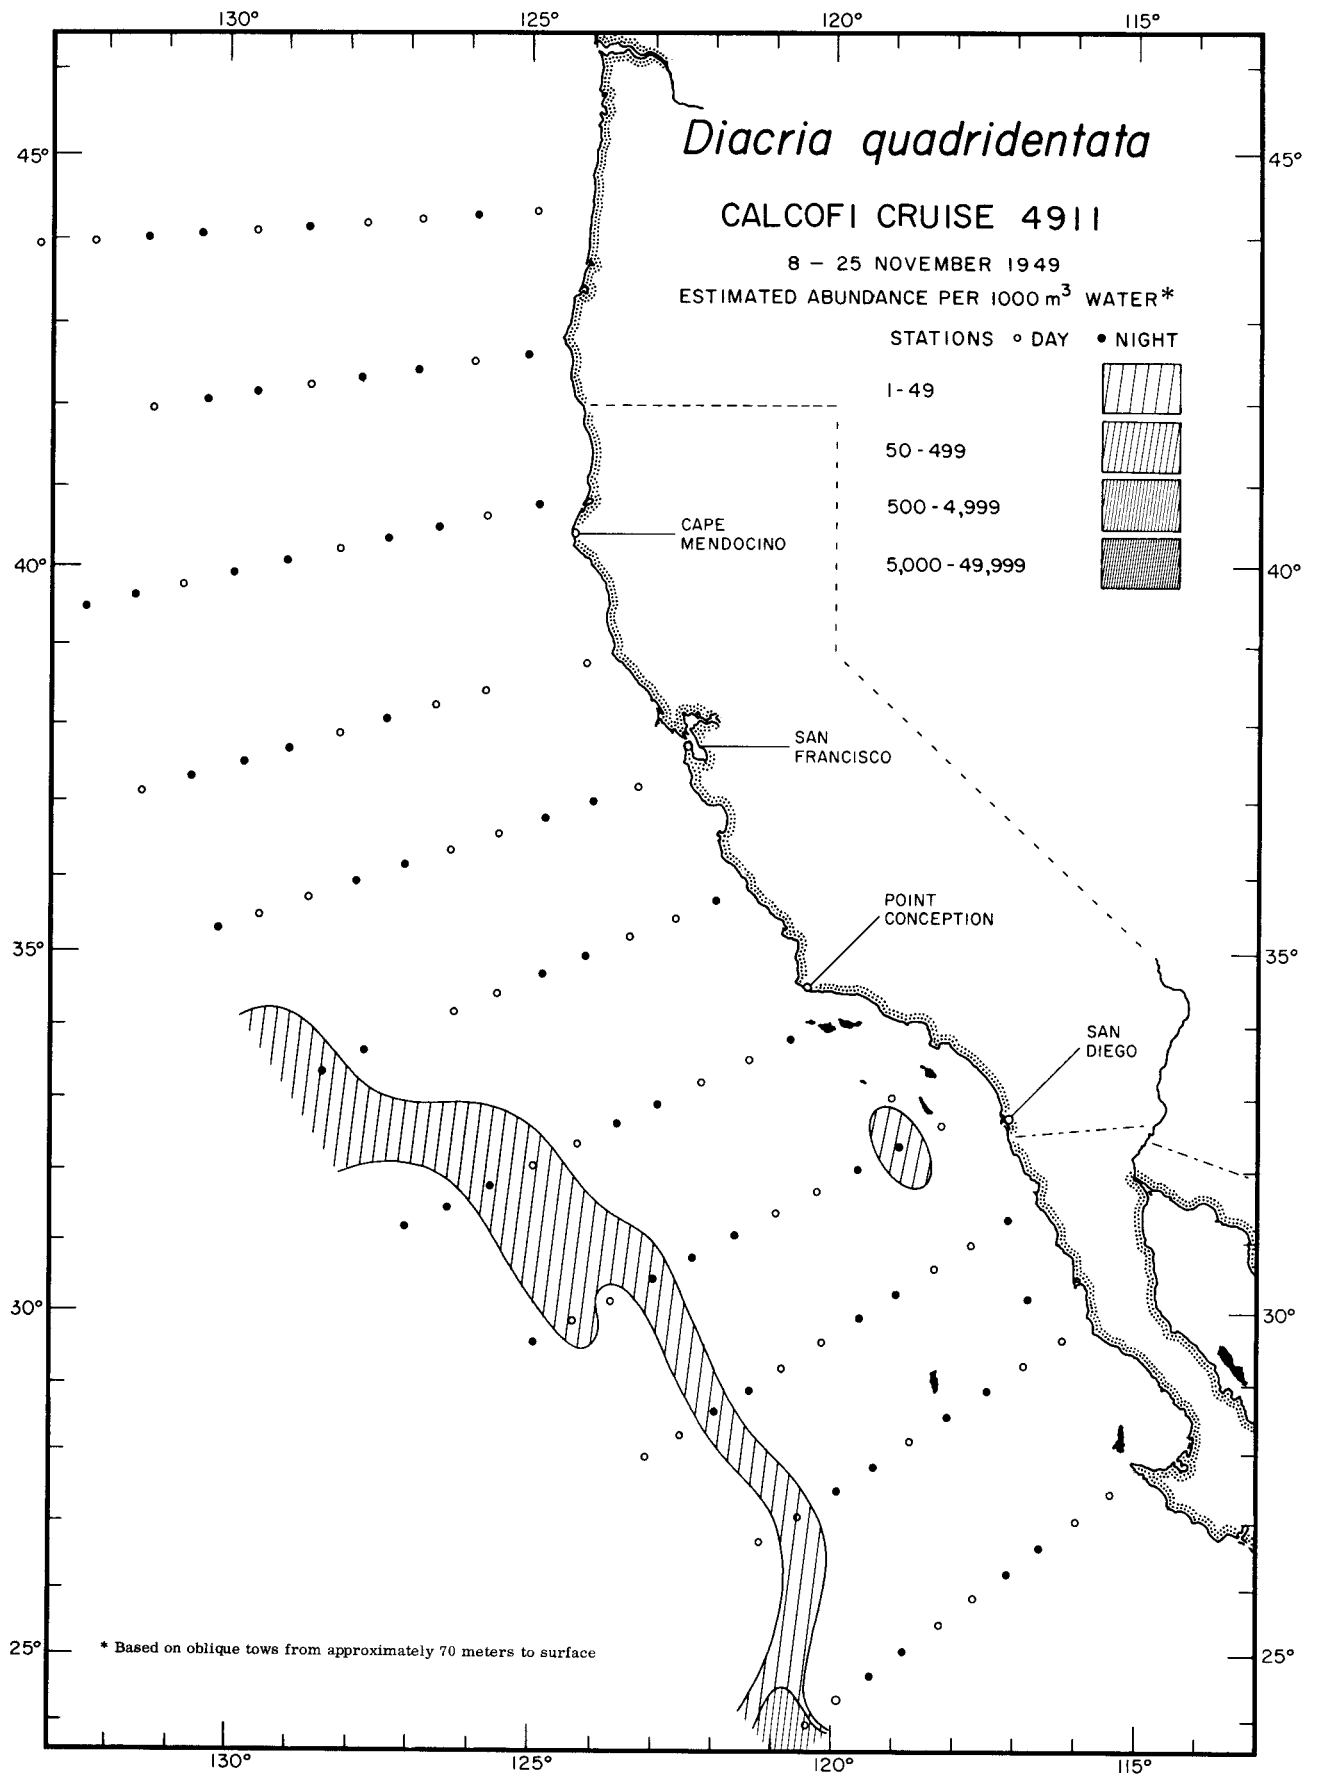 130° 125° 120° 115°
Diacria quadridentata
45° 45°
CALCOFI CRUISE 4911
8 – 25 NOVEMBER 1949
ESTIMATED ABUNDANCE PER 1000 m³ WATER*
STATIONS ○ DAY ● NIGHT
1 - 49
50 - 499
500 - 4,999
5,000 - 49,999
CAPE
MENDOCINO
40° 40°
SAN
FRANCISCO
POINT
CONCEPTION
35° 35°
SAN
DIEGO
30° 30°
25° 25°
* Based on oblique tows from approximately 70 meters to surface
130° 125° 120° 115°